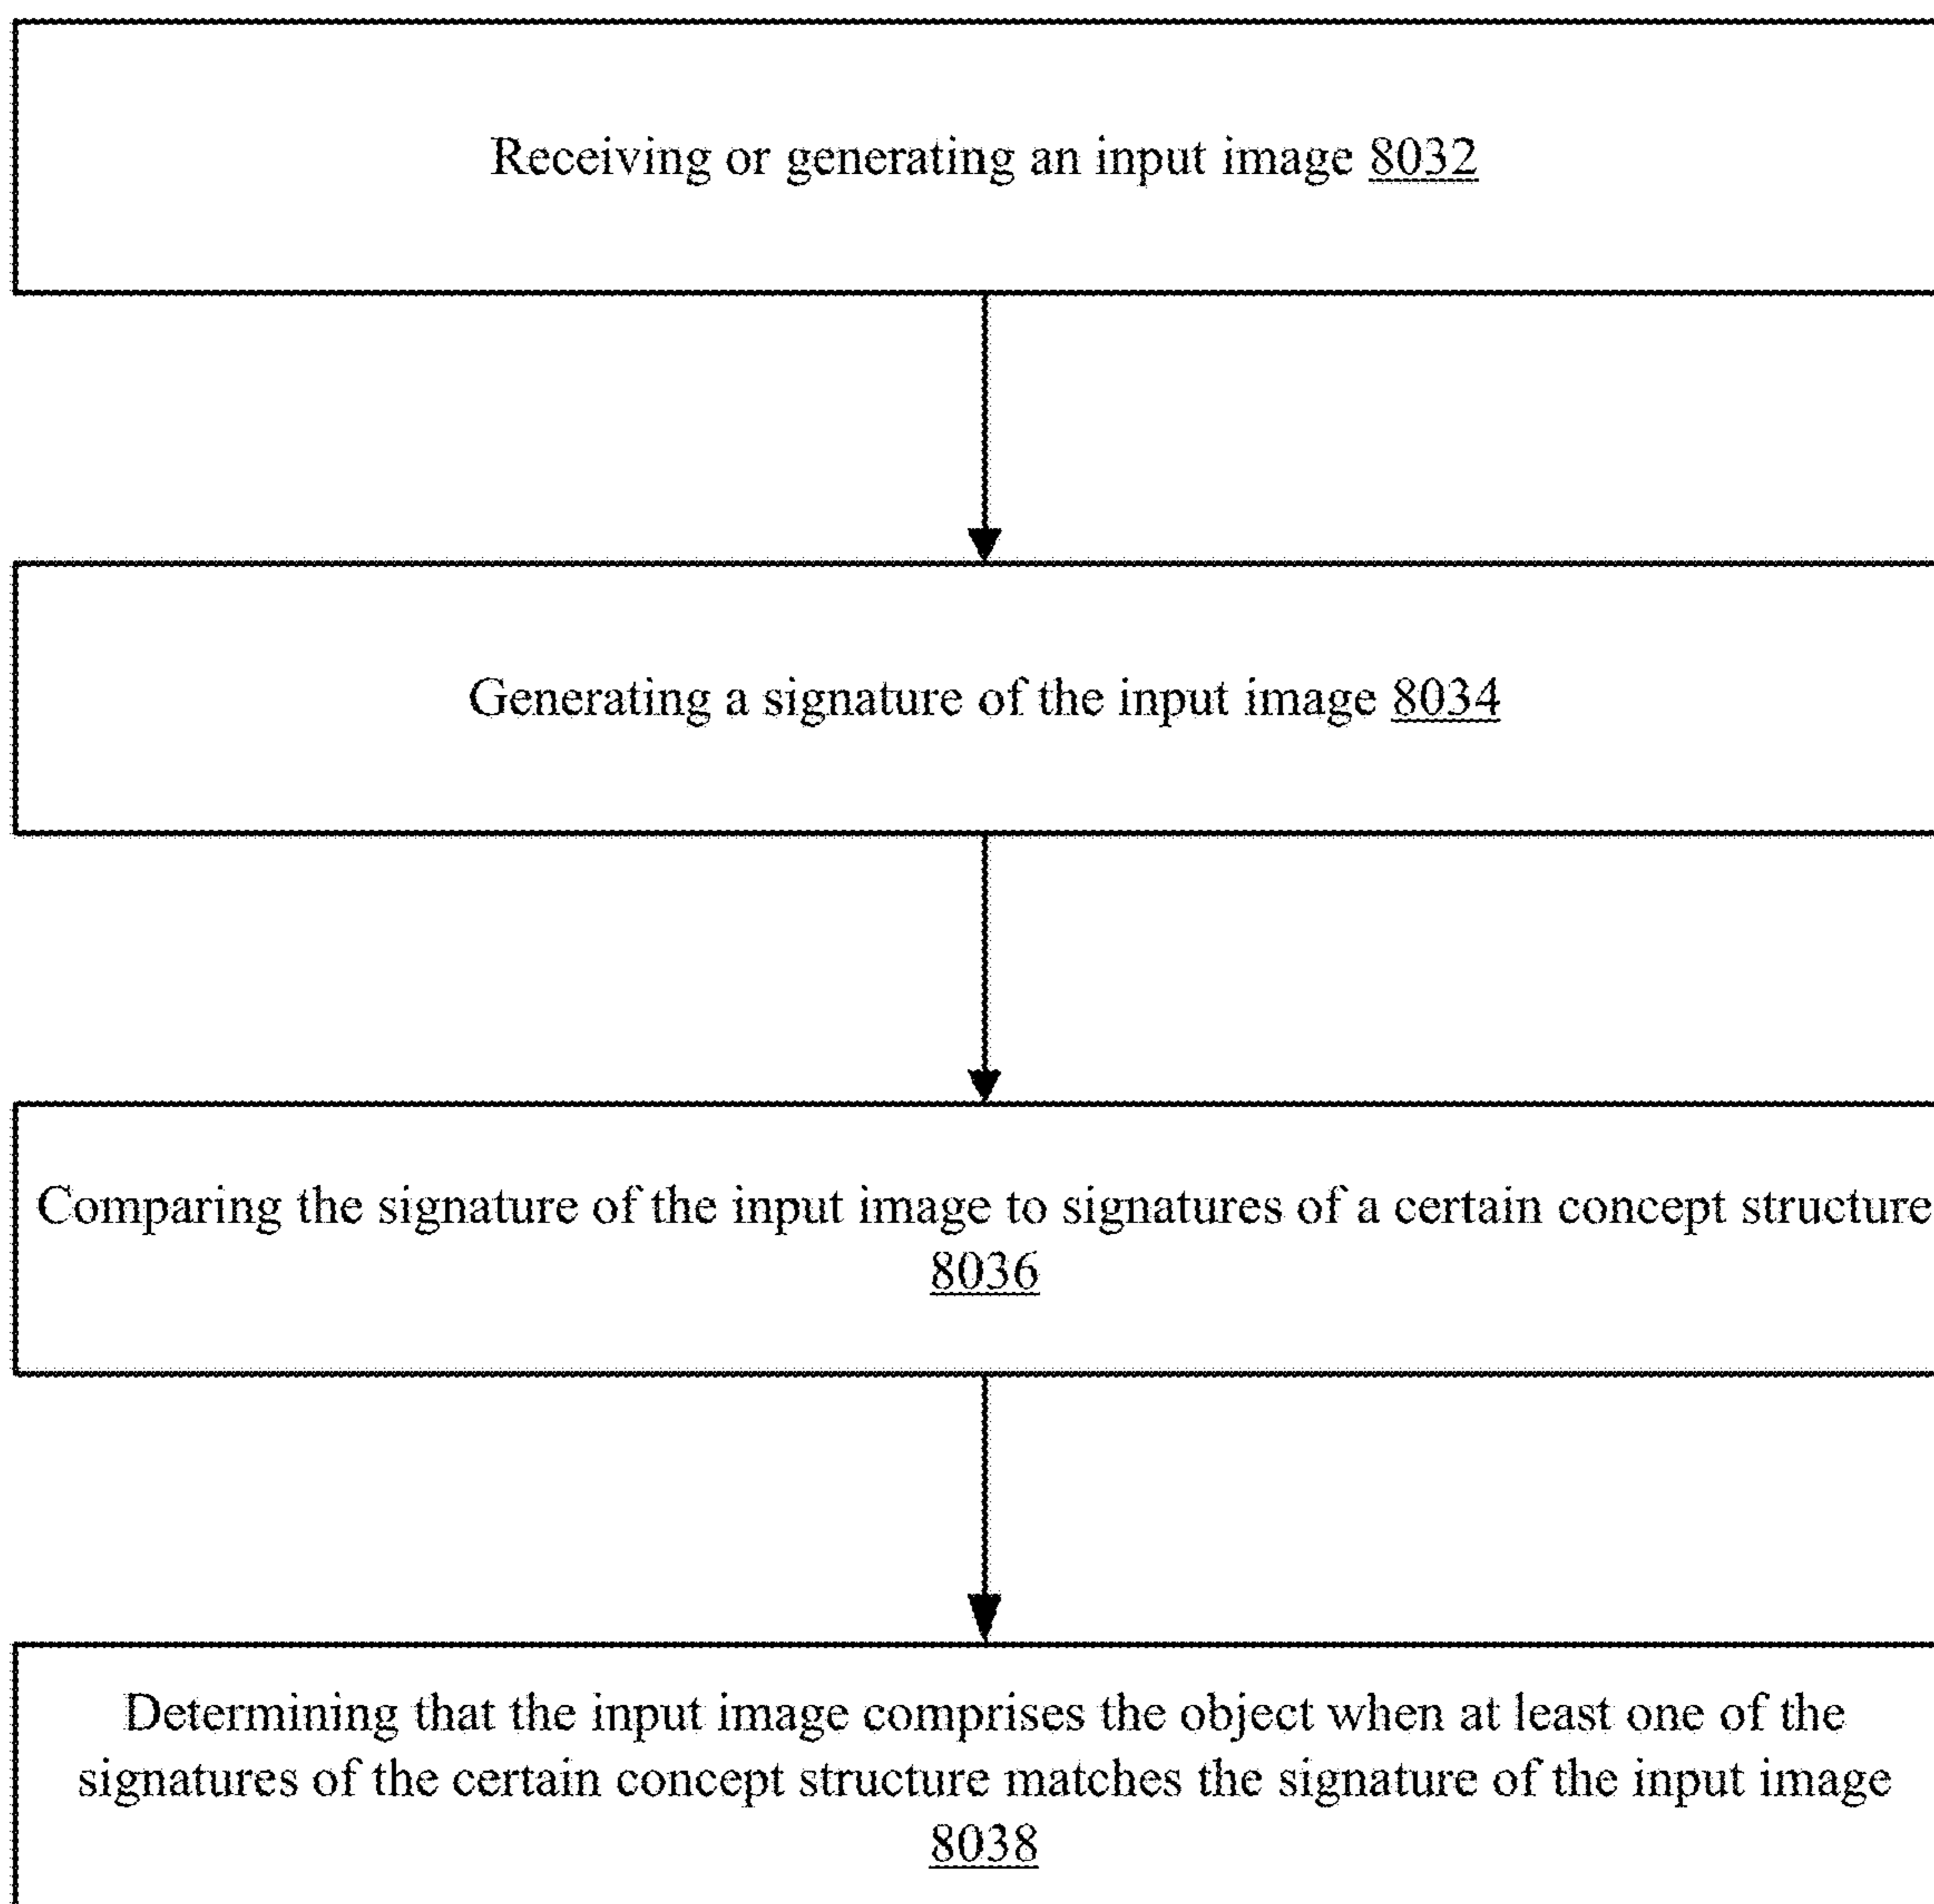 Receiving or generating an input image 8032
Generating a signature of the input image 8034
Comparing the signature of the input image to signatures of a certain concept structure
8036
Determining that the input image comprises the object when at least one of the
signatures of the certain concept structure matches the signature of the input image
8038